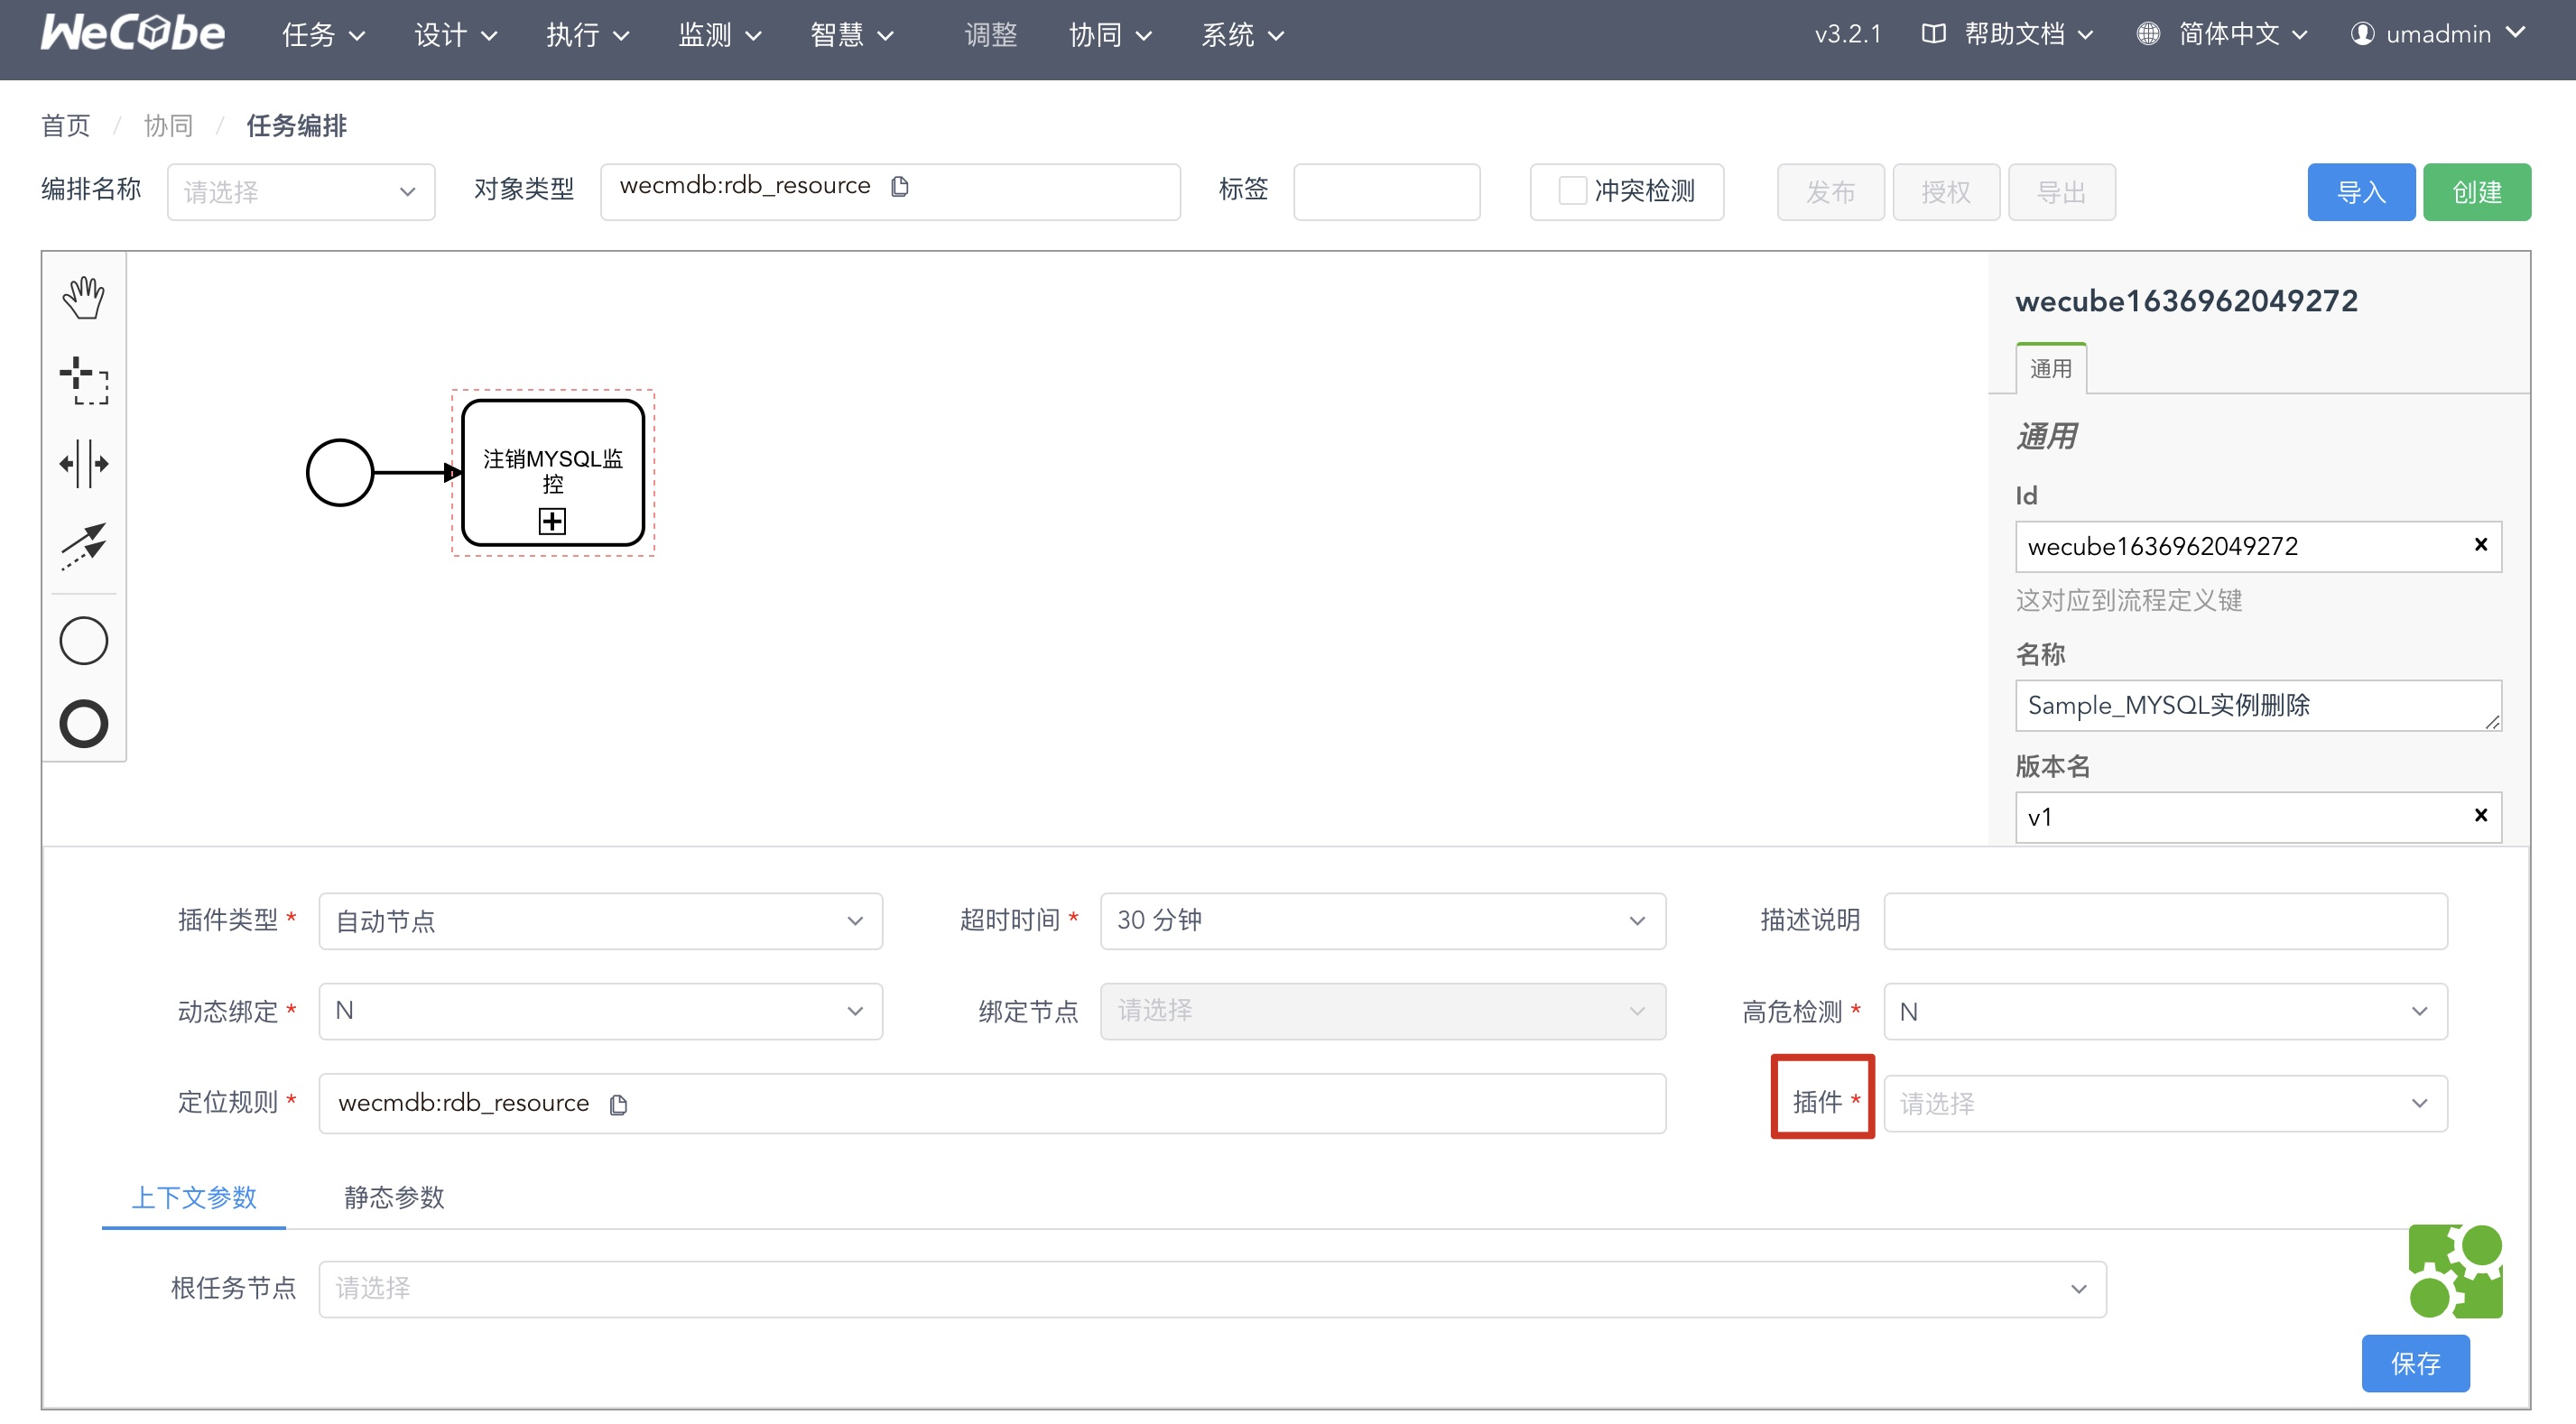 WeCube 任务 设计 执行 监测 智慧 调整 协同 系统 v3.2.1 帮助文档 简体中文 umadmin
首页 / 协同 / 任务编排
编排名称 请选择 对象类型 wecmdb:rdb_resource 标签 冲突检测 发布 授权 导出 导入 创建
注销MYSQL监
控
wecube1636962049272
通用
通用
Id
wecube1636962049272
这对应到流程定义键
名称
Sample_MYSQL实例删除
版本名
v1
插件类型 * 自动节点 超时时间 * 30 分钟 描述说明
动态绑定 * N 绑定节点 请选择 高危检测 * N
定位规则 * wecmdb:rdb_resource 插件 * 请选择
上下文参数 静态参数
根任务节点 请选择
保存